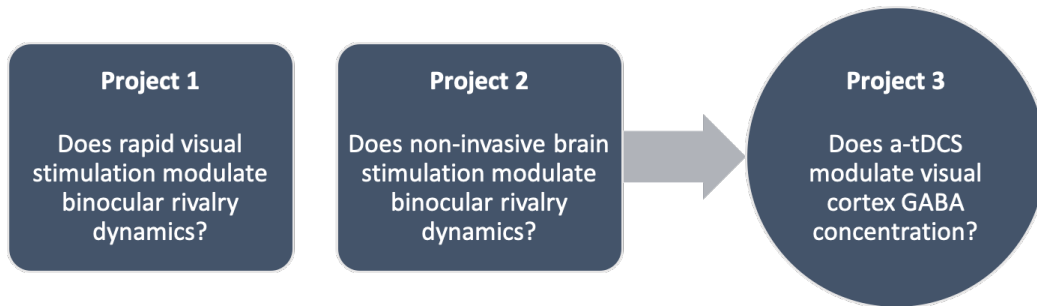 Project 1
Does rapid visual
stimulation modulate
binocular rivalry
dynamics?
Project 2
Does non-invasive brain
stimulation modulate
binocular rivalry
dynamics?
Project 3
Does a-tDCS
modulate visual
cortex GABA
concentration?